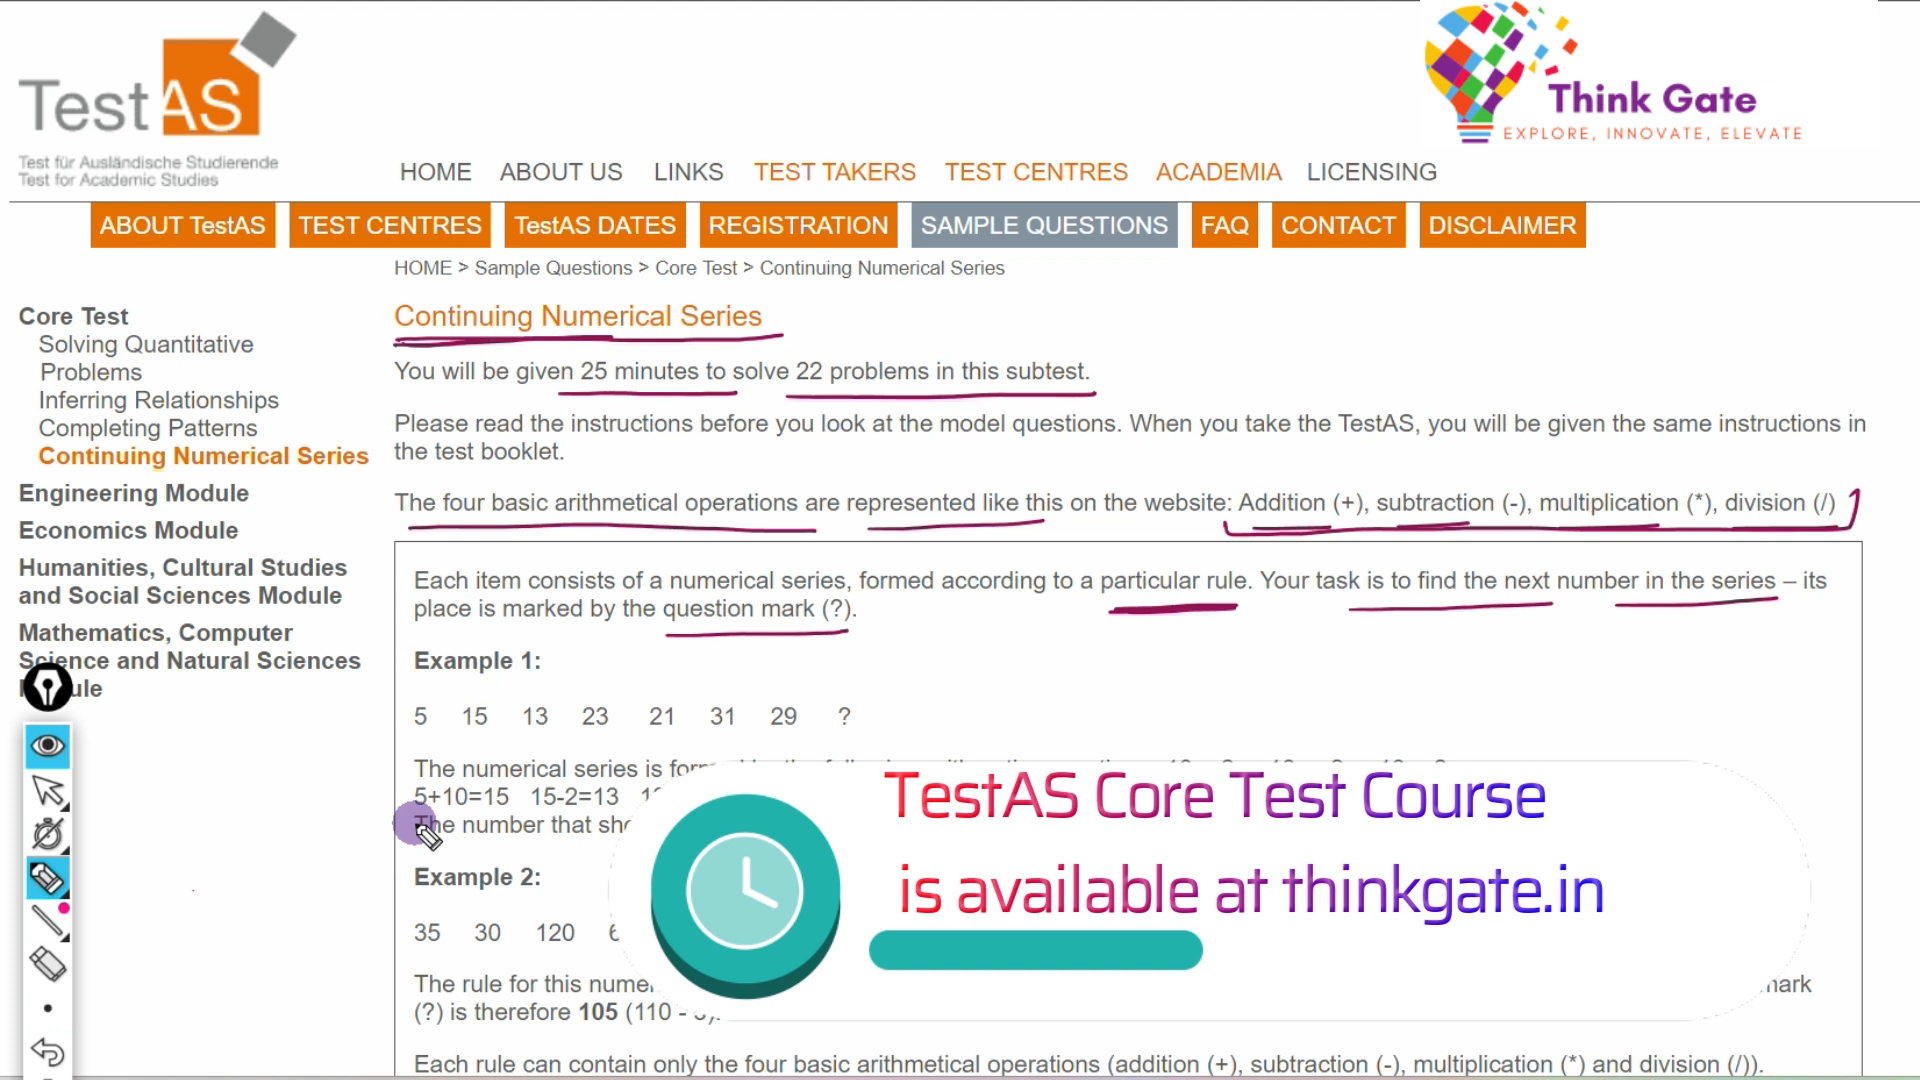 TestAS
Test für Ausländische Studierende
Test for Academic Studies
Think Gate
EXPLORE, INNOVATE, ELEVATE
HOME ABOUT US LINKS TEST TAKERS TEST CENTRES ACADEMIA LICENSING
ABOUT TestAS TEST CENTRES TestAS DATES REGISTRATION SAMPLE QUESTIONS FAQ CONTACT DISCLAIMER
HOME > Sample Questions > Core Test > Continuing Numerical Series
Core Test
Solving Quantitative
Problems
Inferring Relationships
Completing Patterns
Continuing Numerical Series
Engineering Module
Economics Module
Humanities, Cultural Studies
and Social Sciences Module
Mathematics, Computer
Science and Natural Sciences
Continuing Numerical Series
You will be given 25 minutes to solve 22 problems in this subtest.
Please read the instructions before you look at the model questions. When you take the TestAS, you will be given the same instructions in
the test booklet.
The four basic arithmetical operations are represented like this on the website: Addition (+), subtraction (-), multiplication (*), division (/)
Each item consists of a numerical series, formed according to a particular rule. Your task is to find the next number in the series – its
place is marked by the question mark (?).
Example 1:
5 15 13 23 21 31 29 ?
The numerical series is
5+10=15 15-2=13
The number that
Example 2:
35 30 120
The rule for this
(?) is therefore 105 (110 -
Each rule can contain only the four basic arithmetical operations (addition (+), subtraction (-), multiplication (*) and division (/)).
TestAS Core Test Course
is available at thinkgate.in